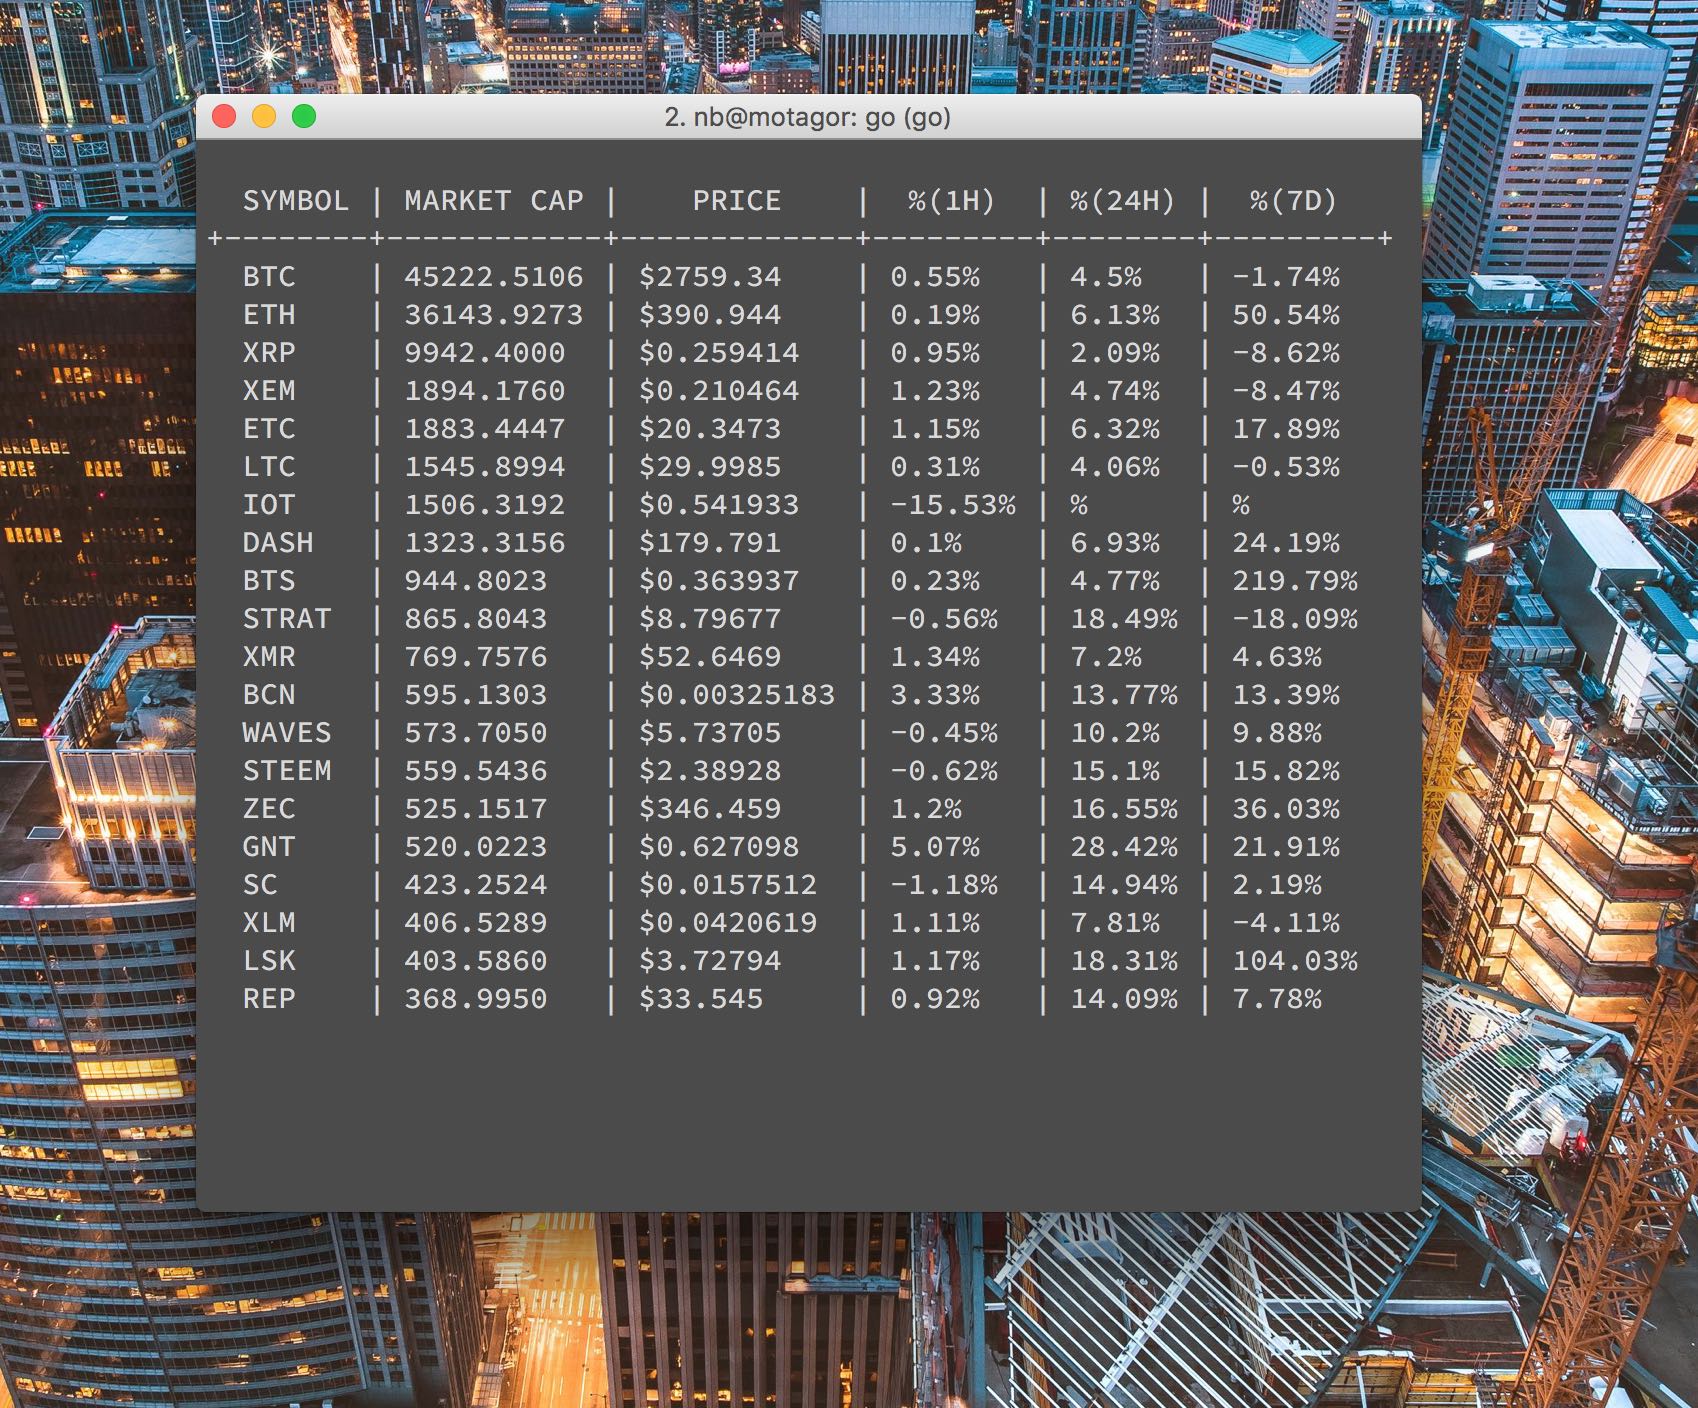 2. nb@motagor: go (go)
SYMBOL | MARKET CAP | PRICE | %(1H) | %(24H) | %(7D)
+--------+------------+-------------+---------+--------+---------+
BTC | 45222.5106 | $2759.34 | 0.55% | 4.5% | -1.74%
ETH | 36143.9273 | $390.944 | 0.19% | 6.13% | 50.54%
XRP | 9942.4000 | $0.259414 | 0.95% | 2.09% | -8.62%
XEM | 1894.1760 | $0.210464 | 1.23% | 4.74% | -8.47%
ETC | 1883.4447 | $20.3473 | 1.15% | 6.32% | 17.89%
LTC | 1545.8994 | $29.9985 | 0.31% | 4.06% | -0.53%
IOT | 1506.3192 | $0.541933 | -15.53% | % | %
DASH | 1323.3156 | $179.791 | 0.1% | 6.93% | 24.19%
BTS | 944.8023 | $0.363937 | 0.23% | 4.77% | 219.79%
STRAT | 865.8043 | $8.79677 | -0.56% | 18.49% | -18.09%
XMR | 769.7576 | $52.6469 | 1.34% | 7.2% | 4.63%
BCN | 595.1303 | $0.00325183 | 3.33% | 13.77% | 13.39%
WAVES | 573.7050 | $5.73705 | -0.45% | 10.2% | 9.88%
STEEM | 559.5436 | $2.38928 | -0.62% | 15.1% | 15.82%
ZEC | 525.1517 | $346.459 | 1.2% | 16.55% | 36.03%
GNT | 520.0223 | $0.627098 | 5.07% | 28.42% | 21.91%
SC | 423.2524 | $0.0157512 | -1.18% | 14.94% | 2.19%
XLM | 406.5289 | $0.0420619 | 1.11% | 7.81% | -4.11%
LSK | 403.5860 | $3.72794 | 1.17% | 18.31% | 104.03%
REP | 368.9950 | $33.545 | 0.92% | 14.09% | 7.78%